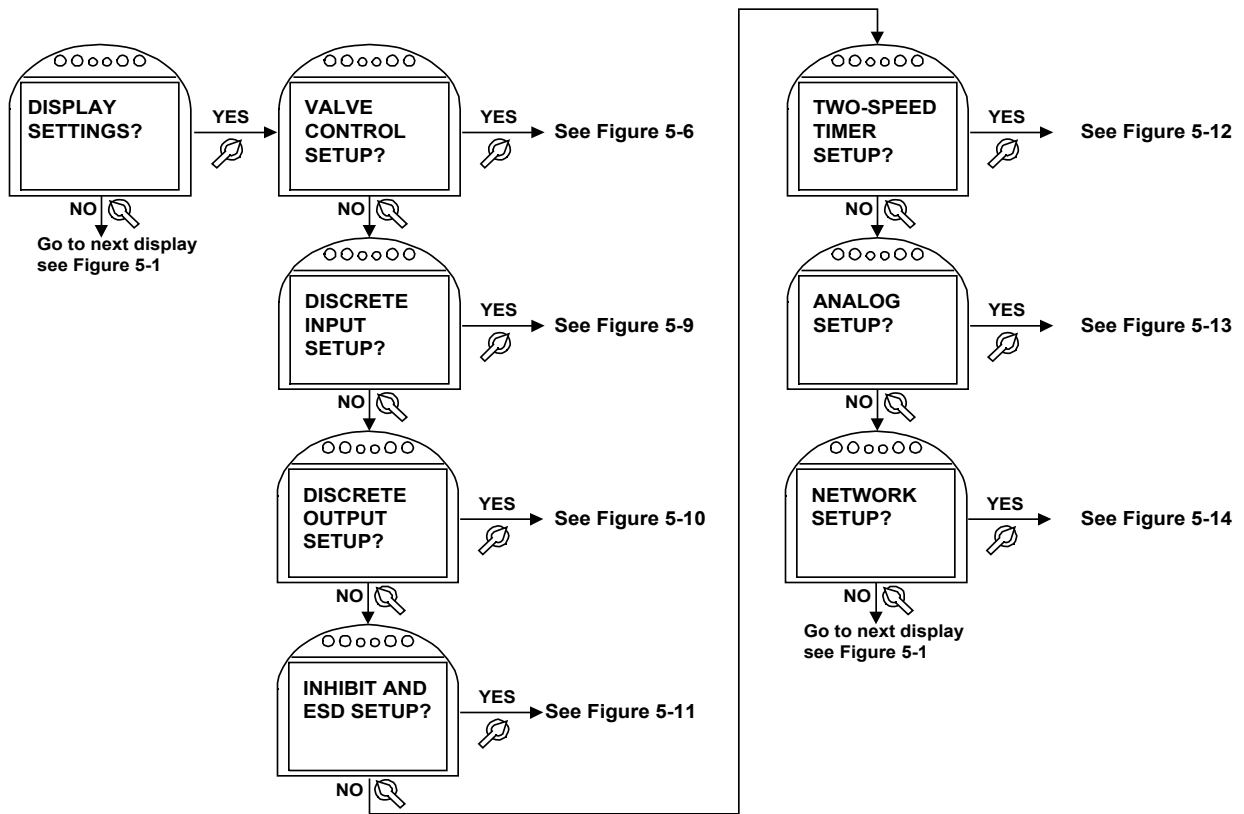 DISPLAY
SETTINGS?
YES
NO
Go to next display
see Figure 5-1
VALVE
CONTROL
SETUP?
YES
See Figure 5-6
NO
DISCRETE
INPUT
SETUP?
YES
See Figure 5-9
NO
DISCRETE
OUTPUT
SETUP?
YES
See Figure 5-10
NO
INHIBIT AND
ESD SETUP?
YES
See Figure 5-11
NO
TWO-SPEED
TIMER
SETUP?
YES
See Figure 5-12
NO
ANALOG
SETUP?
YES
See Figure 5-13
NO
NETWORK
SETUP?
YES
See Figure 5-14
NO
Go to next display
see Figure 5-1